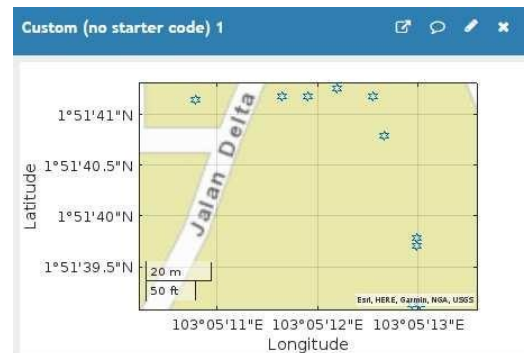 Custom (no starter code) 1
Latitude
1°51'41"N
1°51'40.5"N
1°51'40"N
1°51'39.5"N
Jalan Delta
20 m
50 ft
Esri, HERE, Garmin, NGA, USGS
103°05'11"E 103°05'12"E 103°05'13"E
Longitude